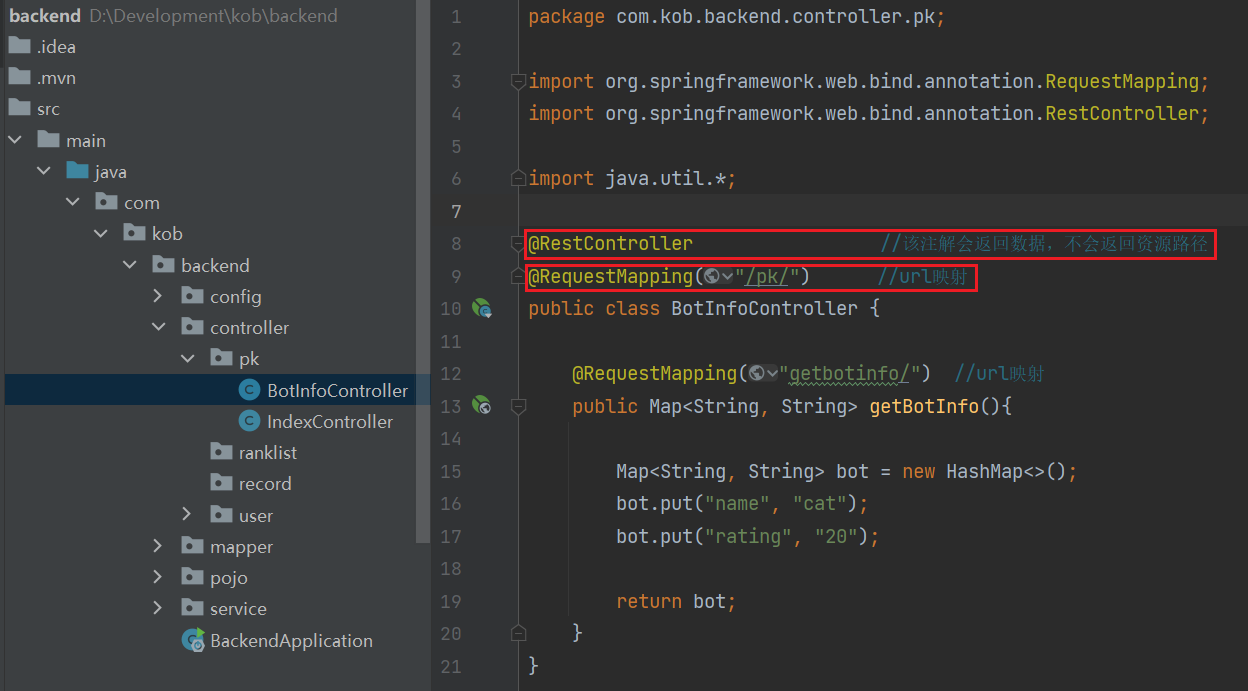 backend D:\Development\kob\backend
.idea
.mvn
src
main
java
com
kob
backend
config
controller
pk
BotInfoController
IndexController
ranklist
record
user
mapper
pojo
service
BackendApplication
1 package com.kob.backend.controller.pk;
2
3 import org.springframework.web.bind.annotation.RequestMapping;
4 import org.springframework.web.bind.annotation.RestController;
5
6 import java.util.*;
7
8 @RestController //该注解会返回数据，不会返回资源路径
9 @RequestMapping("/pk/") //url映射
10 public class BotInfoController {
11
12 @RequestMapping("getbotinfo/") //url映射
13 public Map<String, String> getBotInfo(){
14
15 Map<String, String> bot = new HashMap<>();
16 bot.put("name", "cat");
17 bot.put("rating", "20");
18
19 return bot;
20 }
21 }